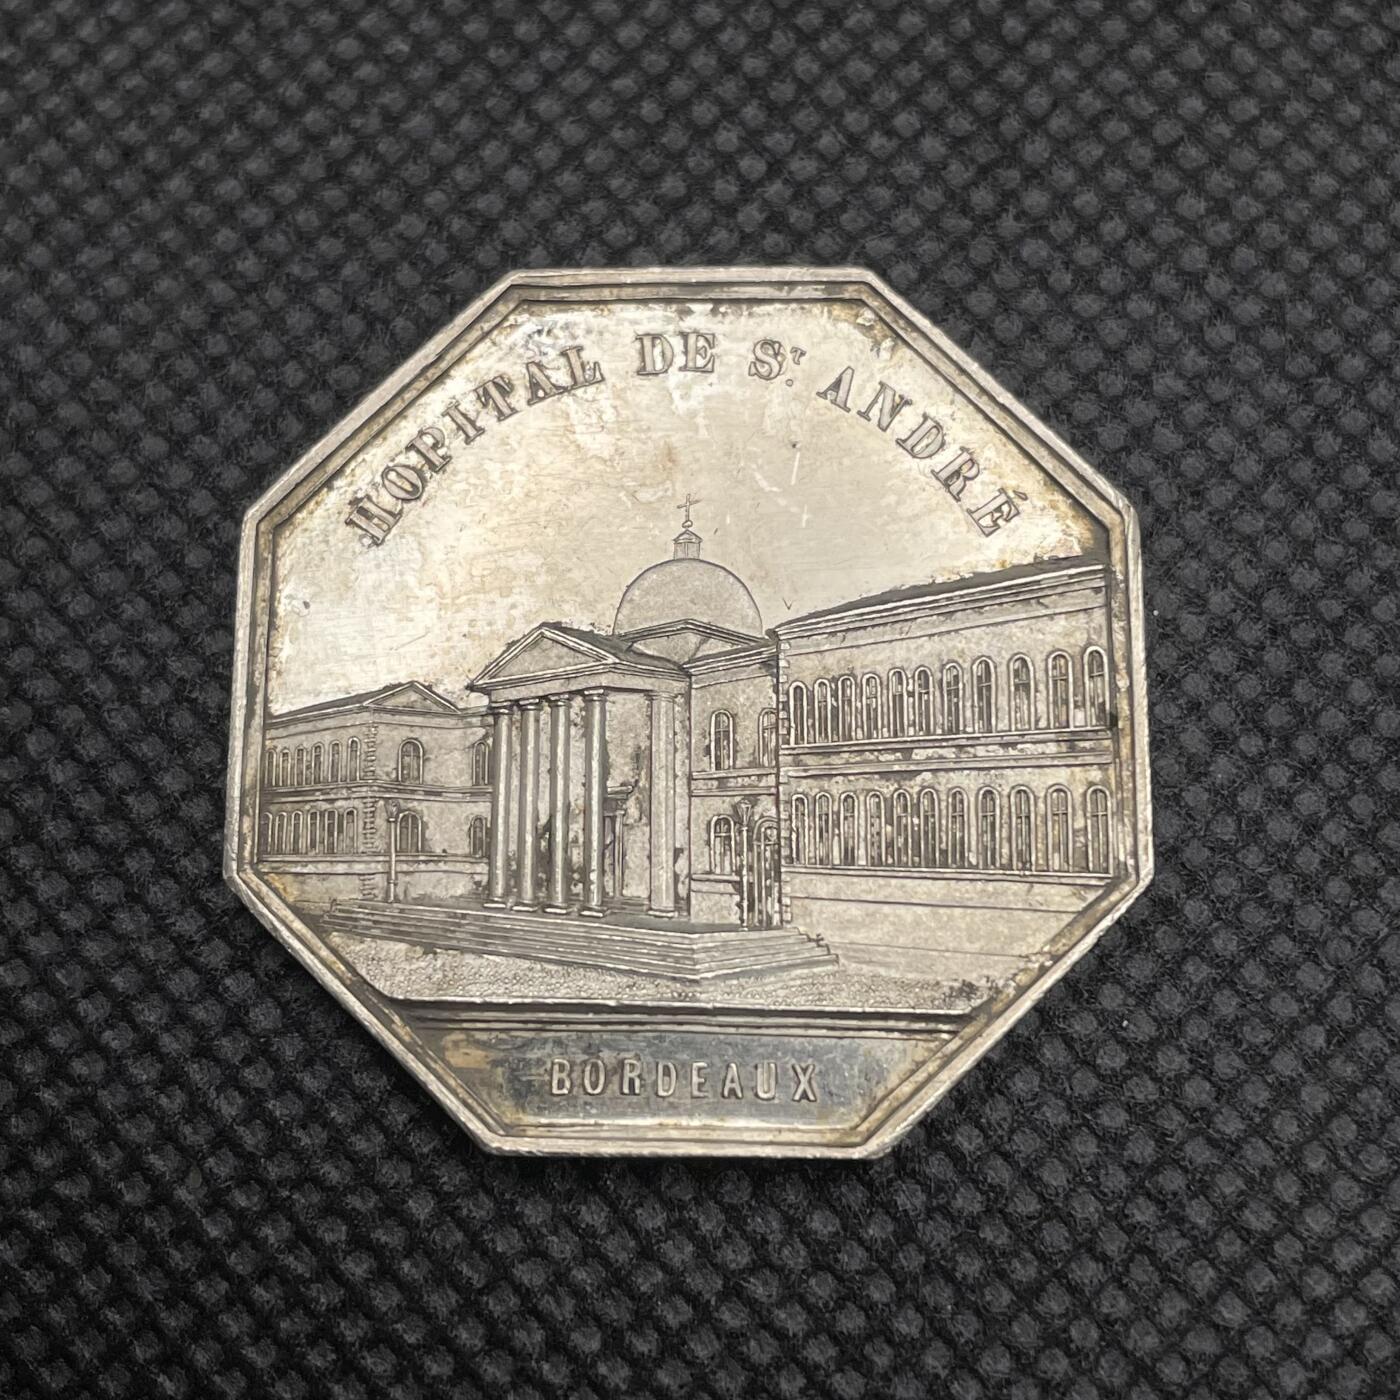 HOPITAL DE ST. ANDRÉ
BORDEAUX